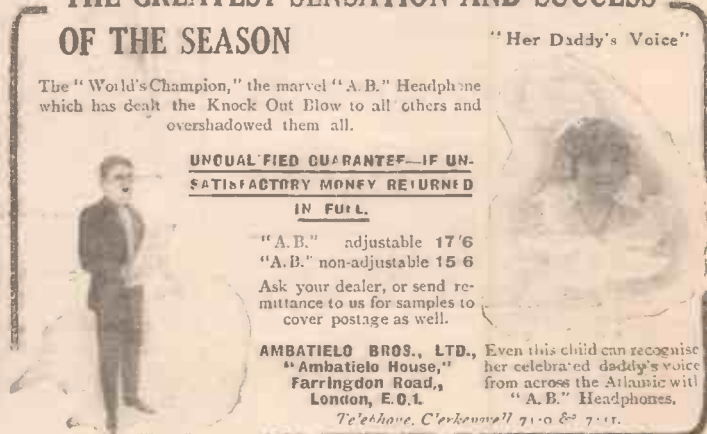 THE GREATEST SENSATION AND SUCCESS
OF THE SEASON
"Her Daddy's Voice"
The "World's Champion," the marvel "A.B." Headphone
which has dealt the Knock Out Blow to all others and
overshadowed them all.
UNQUALIFIED GUARANTEE—IF UN-
SATISFACTORY MONEY RETURNED
IN FULL.
"A.B." adjustable 17/6
"A.B." non-adjustable 15 6
Ask your dealer, or send re-
mittance to us for samples to
cover postage as well.
AMBATIELO BROS., LTD.,
"Ambatielo House,"
Farringdon Road,,
London, E.C.1.
Even this child can recognise
her celebrated daddy's voice
from across the Atlantic with
"A.B." Headphones.
Telephone, Clerkenwell &